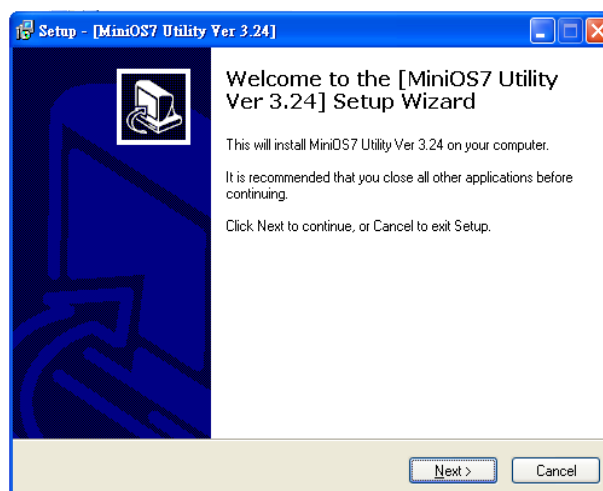 Setup - [MiniOS7 Utility Ver 3.24]
Welcome to the [MiniOS7 Utility
Ver 3.24] Setup Wizard
This will install MiniOS7 Utility Ver 3.24 on your computer.
It is recommended that you close all other applications before
continuing.
Click Next to continue, or Cancel to exit Setup.
Next >
Cancel